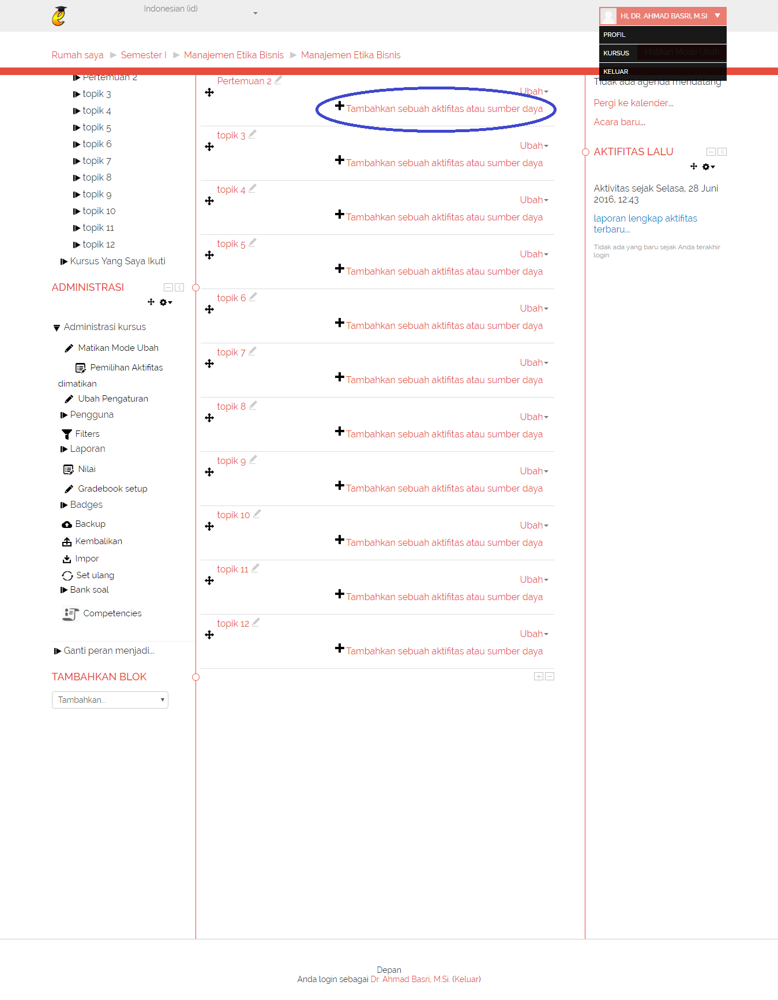 Indonesian (id)
HI, DR. AHMAD BASRI, M.SI
PROFIL
KURSUS
Matikan Mode Ubah
KELUAR
Rumah saya
Semester I
Manajemen Etika Bisnis
Manajemen Etika Bisnis
Pertemuan 2
topik 3
topik 4
topik 5
topik 6
topik 7
topik 8
topik 9
topik 10
topik 11
topik 12
Kursus Yang Saya Ikuti
ADMINISTRASI
Administrasi kursus
Matikan Mode Ubah
Pemilihan Aktifitas
dimatikan
Ubah Pengaturan
Pengguna
Filters
Laporan
Nilai
Gradebook setup
Badges
Backup
Kembalikan
Impor
Set ulang
Bank soal
Competencies
Ganti peran menjadi...
TAMBAHKAN BLOK
Tambahkan...
Pertemuan 2
Ubah
Tambahkan sebuah aktifitas atau sumber daya
topik 3
Ubah
Tambahkan sebuah aktifitas atau sumber daya
topik 4
Ubah
Tambahkan sebuah aktifitas atau sumber daya
topik 5
Ubah
Tambahkan sebuah aktifitas atau sumber daya
topik 6
Ubah
Tambahkan sebuah aktifitas atau sumber daya
topik 7
Ubah
Tambahkan sebuah aktifitas atau sumber daya
topik 8
Ubah
Tambahkan sebuah aktifitas atau sumber daya
topik 9
Ubah
Tambahkan sebuah aktifitas atau sumber daya
topik 10
Ubah
Tambahkan sebuah aktifitas atau sumber daya
topik 11
Ubah
Tambahkan sebuah aktifitas atau sumber daya
topik 12
Ubah
Tambahkan sebuah aktifitas atau sumber daya
Tidak ada agenda mendatang
Pergi ke kalender...
Acara baru...
AKTIFITAS LALU
Aktivitas sejak Selasa, 28 Juni
2016, 12:43
laporan lengkap aktifitas
terbaru...
Tidak ada yang baru sejak Anda terakhir
login
Depan
Anda login sebagai Dr. Ahmad Basri, M.Si. (Keluar)